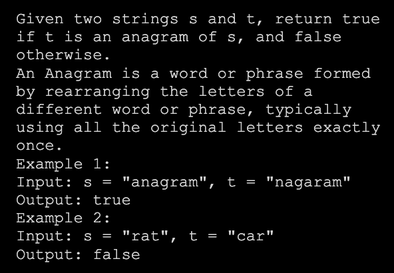 Given two strings s and t, return true
if t is an anagram of s, and false
otherwise.
An Anagram is a word or phrase formed
by rearranging the letters of a
different word or phrase, typically
using all the original letters exactly
once.
Example 1:
Input: s = "anagram", t = "nagaram"
Output: true
Example 2:
Input: s = "rat", t = "car"
Output: false